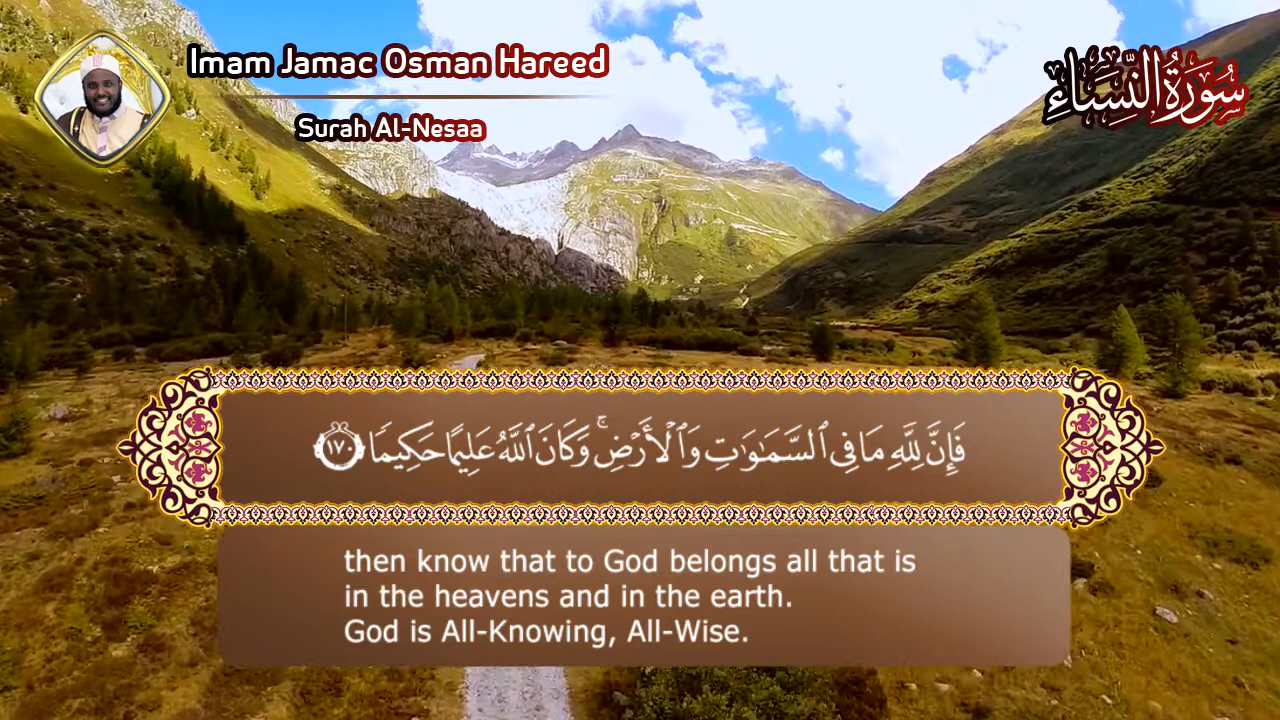 Imam Jamac Osman Hareed
Surah Al-Nesaa
سُورَةُ النِّسَاءِ
فَإِنَّ لِلَّهِ مَا فِى ٱلسَّمَٰوَٰتِ وَٱلْأَرْضِ ۚ وَكَانَ ٱللَّهُ عَلِيمًا حَكِيمًا ١٧٠
then know that to God belongs all that is
in the heavens and in the earth.
God is All-Knowing, All-Wise.